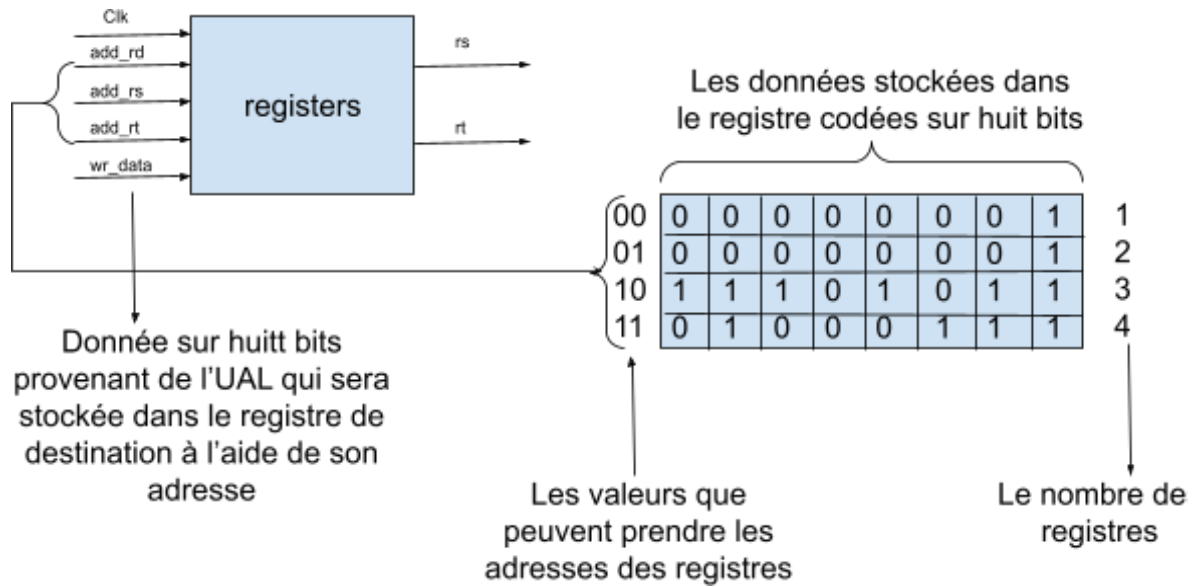 Clk
add_rd
add_rs
add_rt
wr_data
registers
rs
rt
Les données stockées dans
le registre codées sur huit bits
00 0 0 0 0 0 0 0 1 1
01 0 0 0 0 0 0 0 1 2
10 1 1 1 0 1 0 1 1 3
11 0 1 0 0 0 1 1 1 4
Donnée sur huitt bits
provenant de l'UAL qui sera
stockée dans le registre de
destination à l'aide de son
adresse
Les valeurs que
peuvent prendre les
adresses des registres
Le nombre de
registres